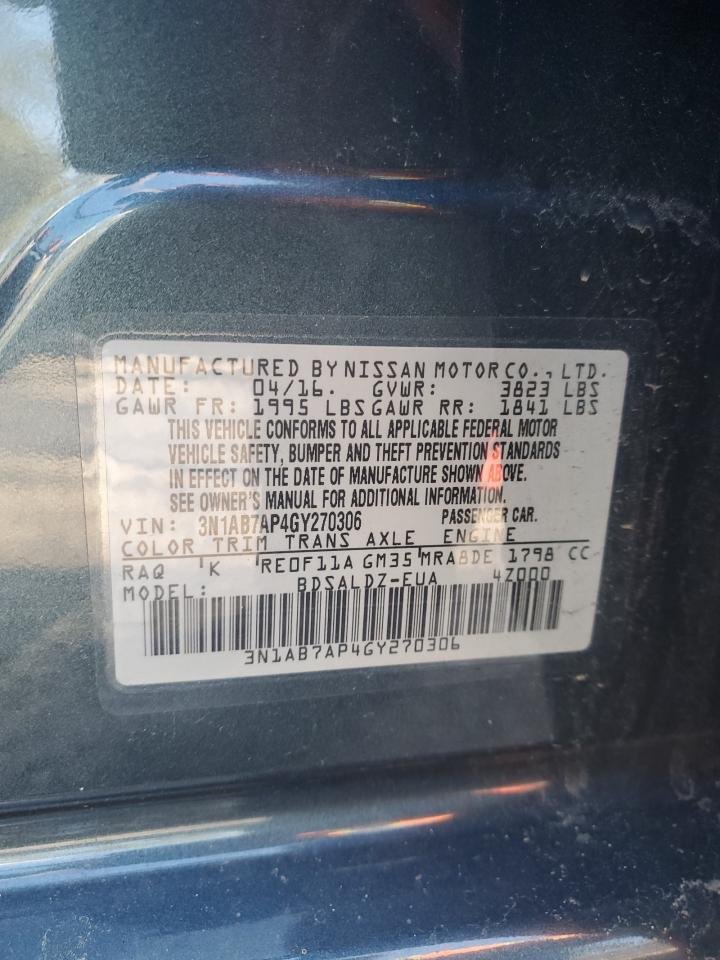 MANUFACTURED BY NISSAN MOTOR CO., LTD.
DATE: 04/16. GVWR: 3823 LBS
GAWR FR: 1995 LBS GAWR RR: 1841 LBS
THIS VEHICLE CONFORMS TO ALL APPLICABLE FEDERAL MOTOR
VEHICLE SAFETY, BUMPER AND THEFT PREVENTION STANDARDS
IN EFFECT ON THE DATE OF MANUFACTURE SHOWN ABOVE.
SEE OWNER'S MANUAL FOR ADDITIONAL INFORMATION.
VIN: 3N1AB7AP4GY270306 PASSENGER CAR.
COLOR TRIM TRANS AXLE ENGINE
RAQ K RE0F11A GM35 MRA8DE 1798 CC
MODEL: BDSALDZ-EUA 4Z000
3N1AB7AP4GY270306